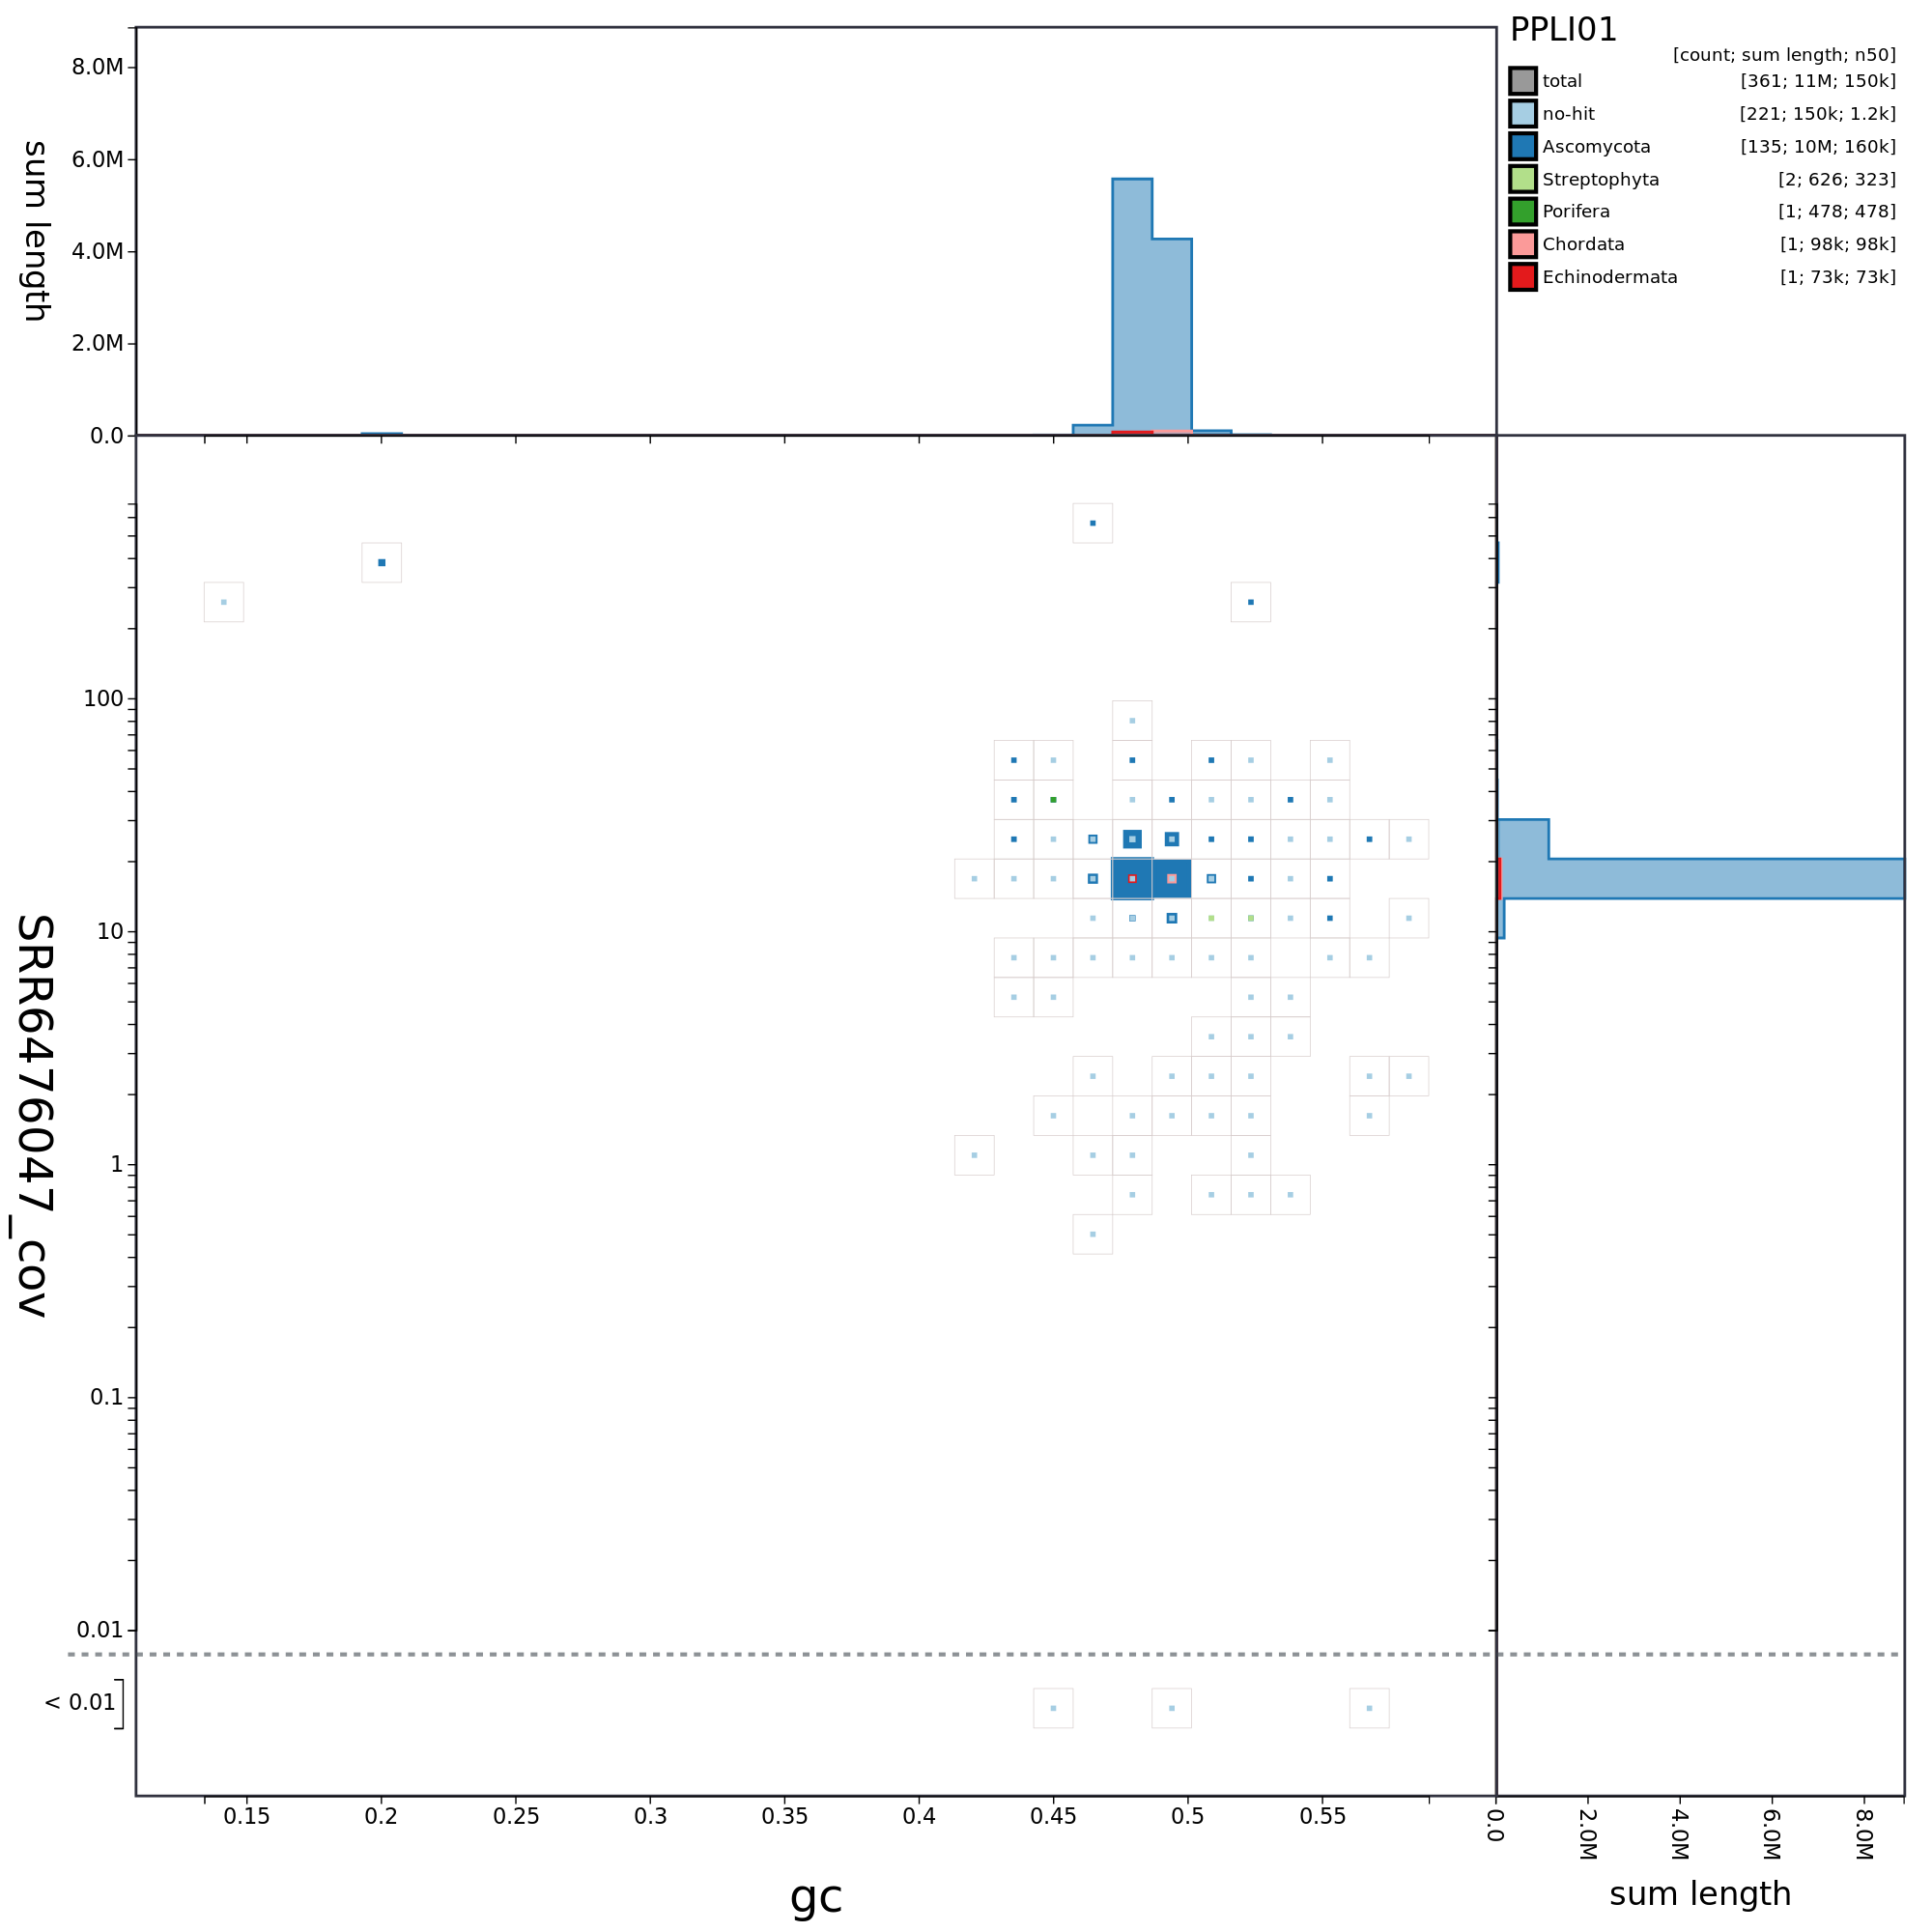 PPLI01
[count; sum length; n50]
total [361; 11M; 150k]
no-hit [221; 150k; 1.2k]
Ascomycota [135; 10M; 160k]
Streptophyta [2; 626; 323]
Porifera [1; 478; 478]
Chordata [1; 98k; 98k]
Echinodermata [1; 73k; 73k]
sum length
8.0M
6.0M
4.0M
2.0M
0.0
SRR6476047_cov
100
10
1
0.1
0.01
< 0.01
0.15 0.2 0.25 0.3 0.35 0.4 0.45 0.5 0.55
gc
0.0 2.0M 4.0M 6.0M 8.0M
sum length